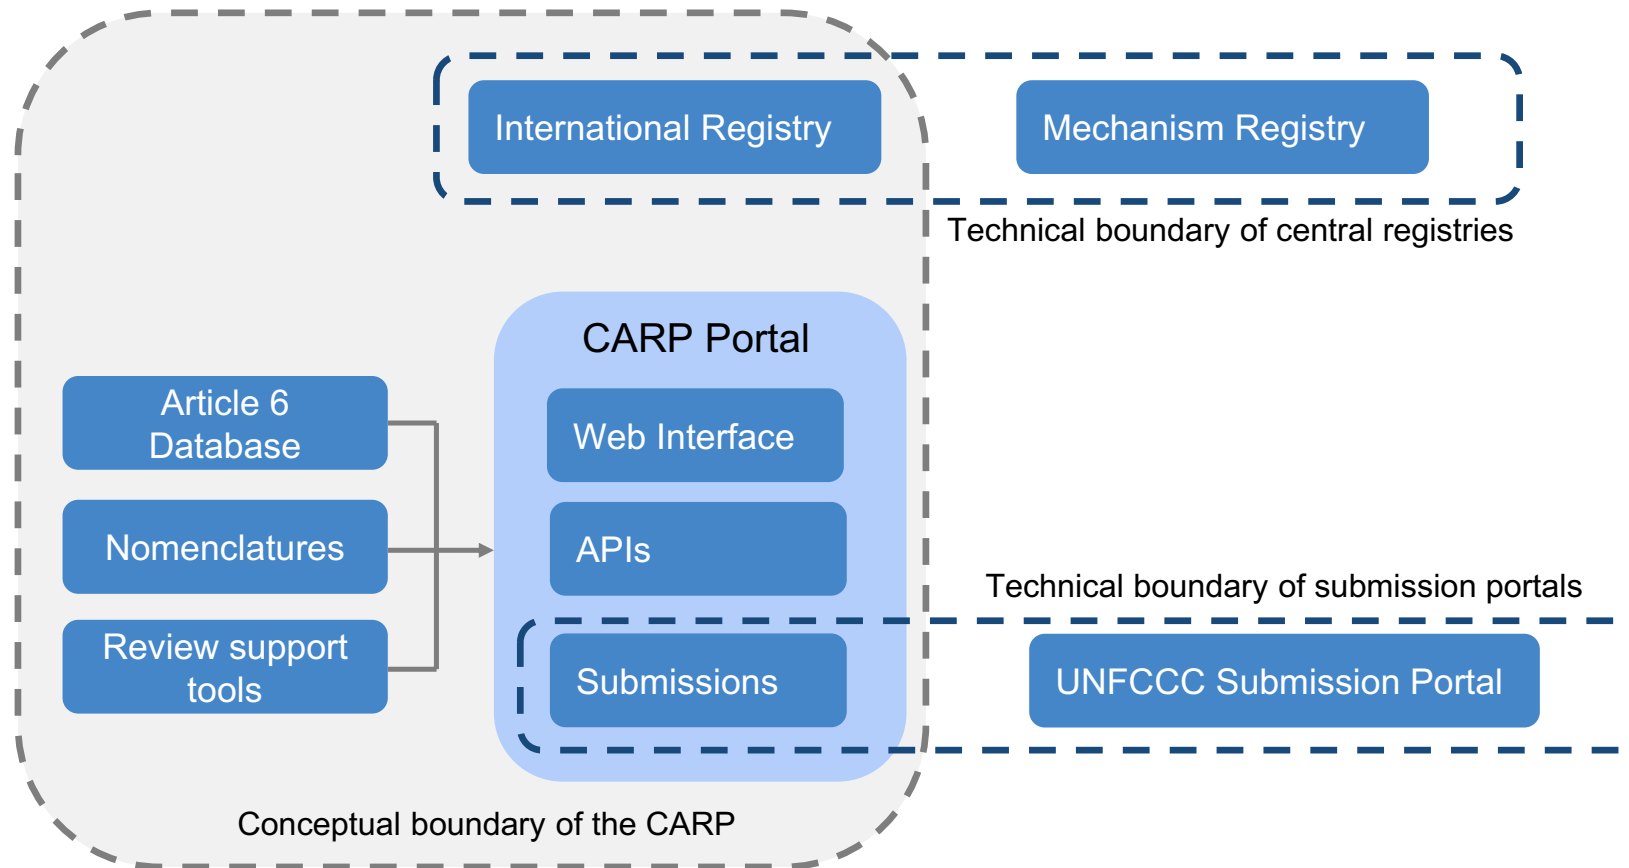 International Registry
Mechanism Registry
Technical boundary of central registries
CARP Portal
Article 6
Database
Web Interface
Nomenclatures
APIs
Technical boundary of submission portals
Review support
tools
Submissions
UNFCCC Submission Portal
Conceptual boundary of the CARP